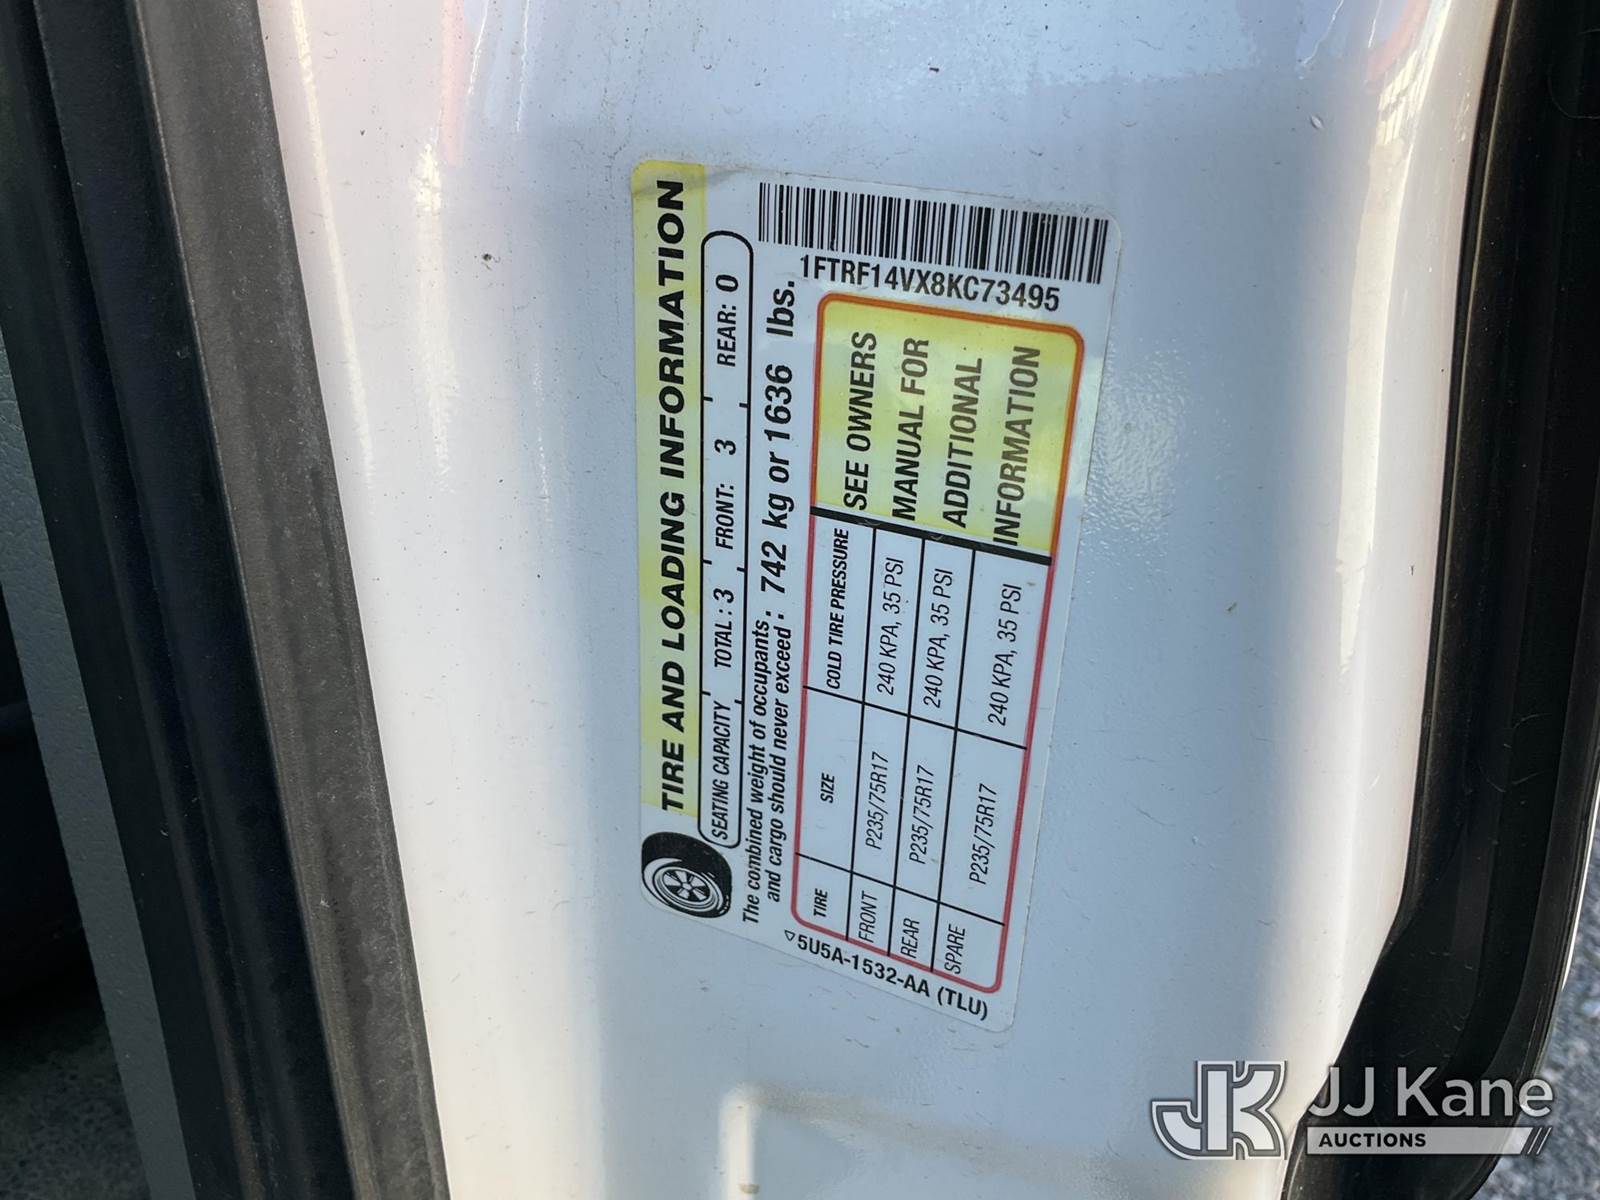 TIRE AND LOADING INFORMATION
SEATING CAPACITY TOTAL : 3 FRONT: 3 REAR: 0
The combined weight of occupants
and cargo should never exceed : 742 kg or 1636 lbs.
TIRE SIZE COLD TIRE PRESSURE
FRONT P235/75R17 240 KPA, 35 PSI
REAR P235/75R17 240 KPA, 35 PSI
SPARE P235/75R17 240 KPA, 35 PSI
SEE OWNERS
MANUAL FOR
ADDITIONAL
INFORMATION
1FTRF14VX8KC73495
5U5A-1532-AA (TLU)
JK JJ Kane
AUCTIONS